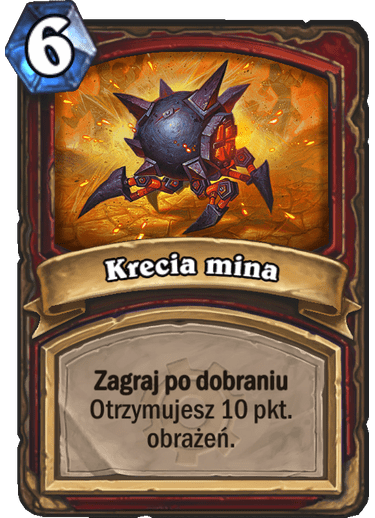 6
Krecia mina
Zagraj po dobraniu
Otrzymujesz 10 pkt.
obrażeń.